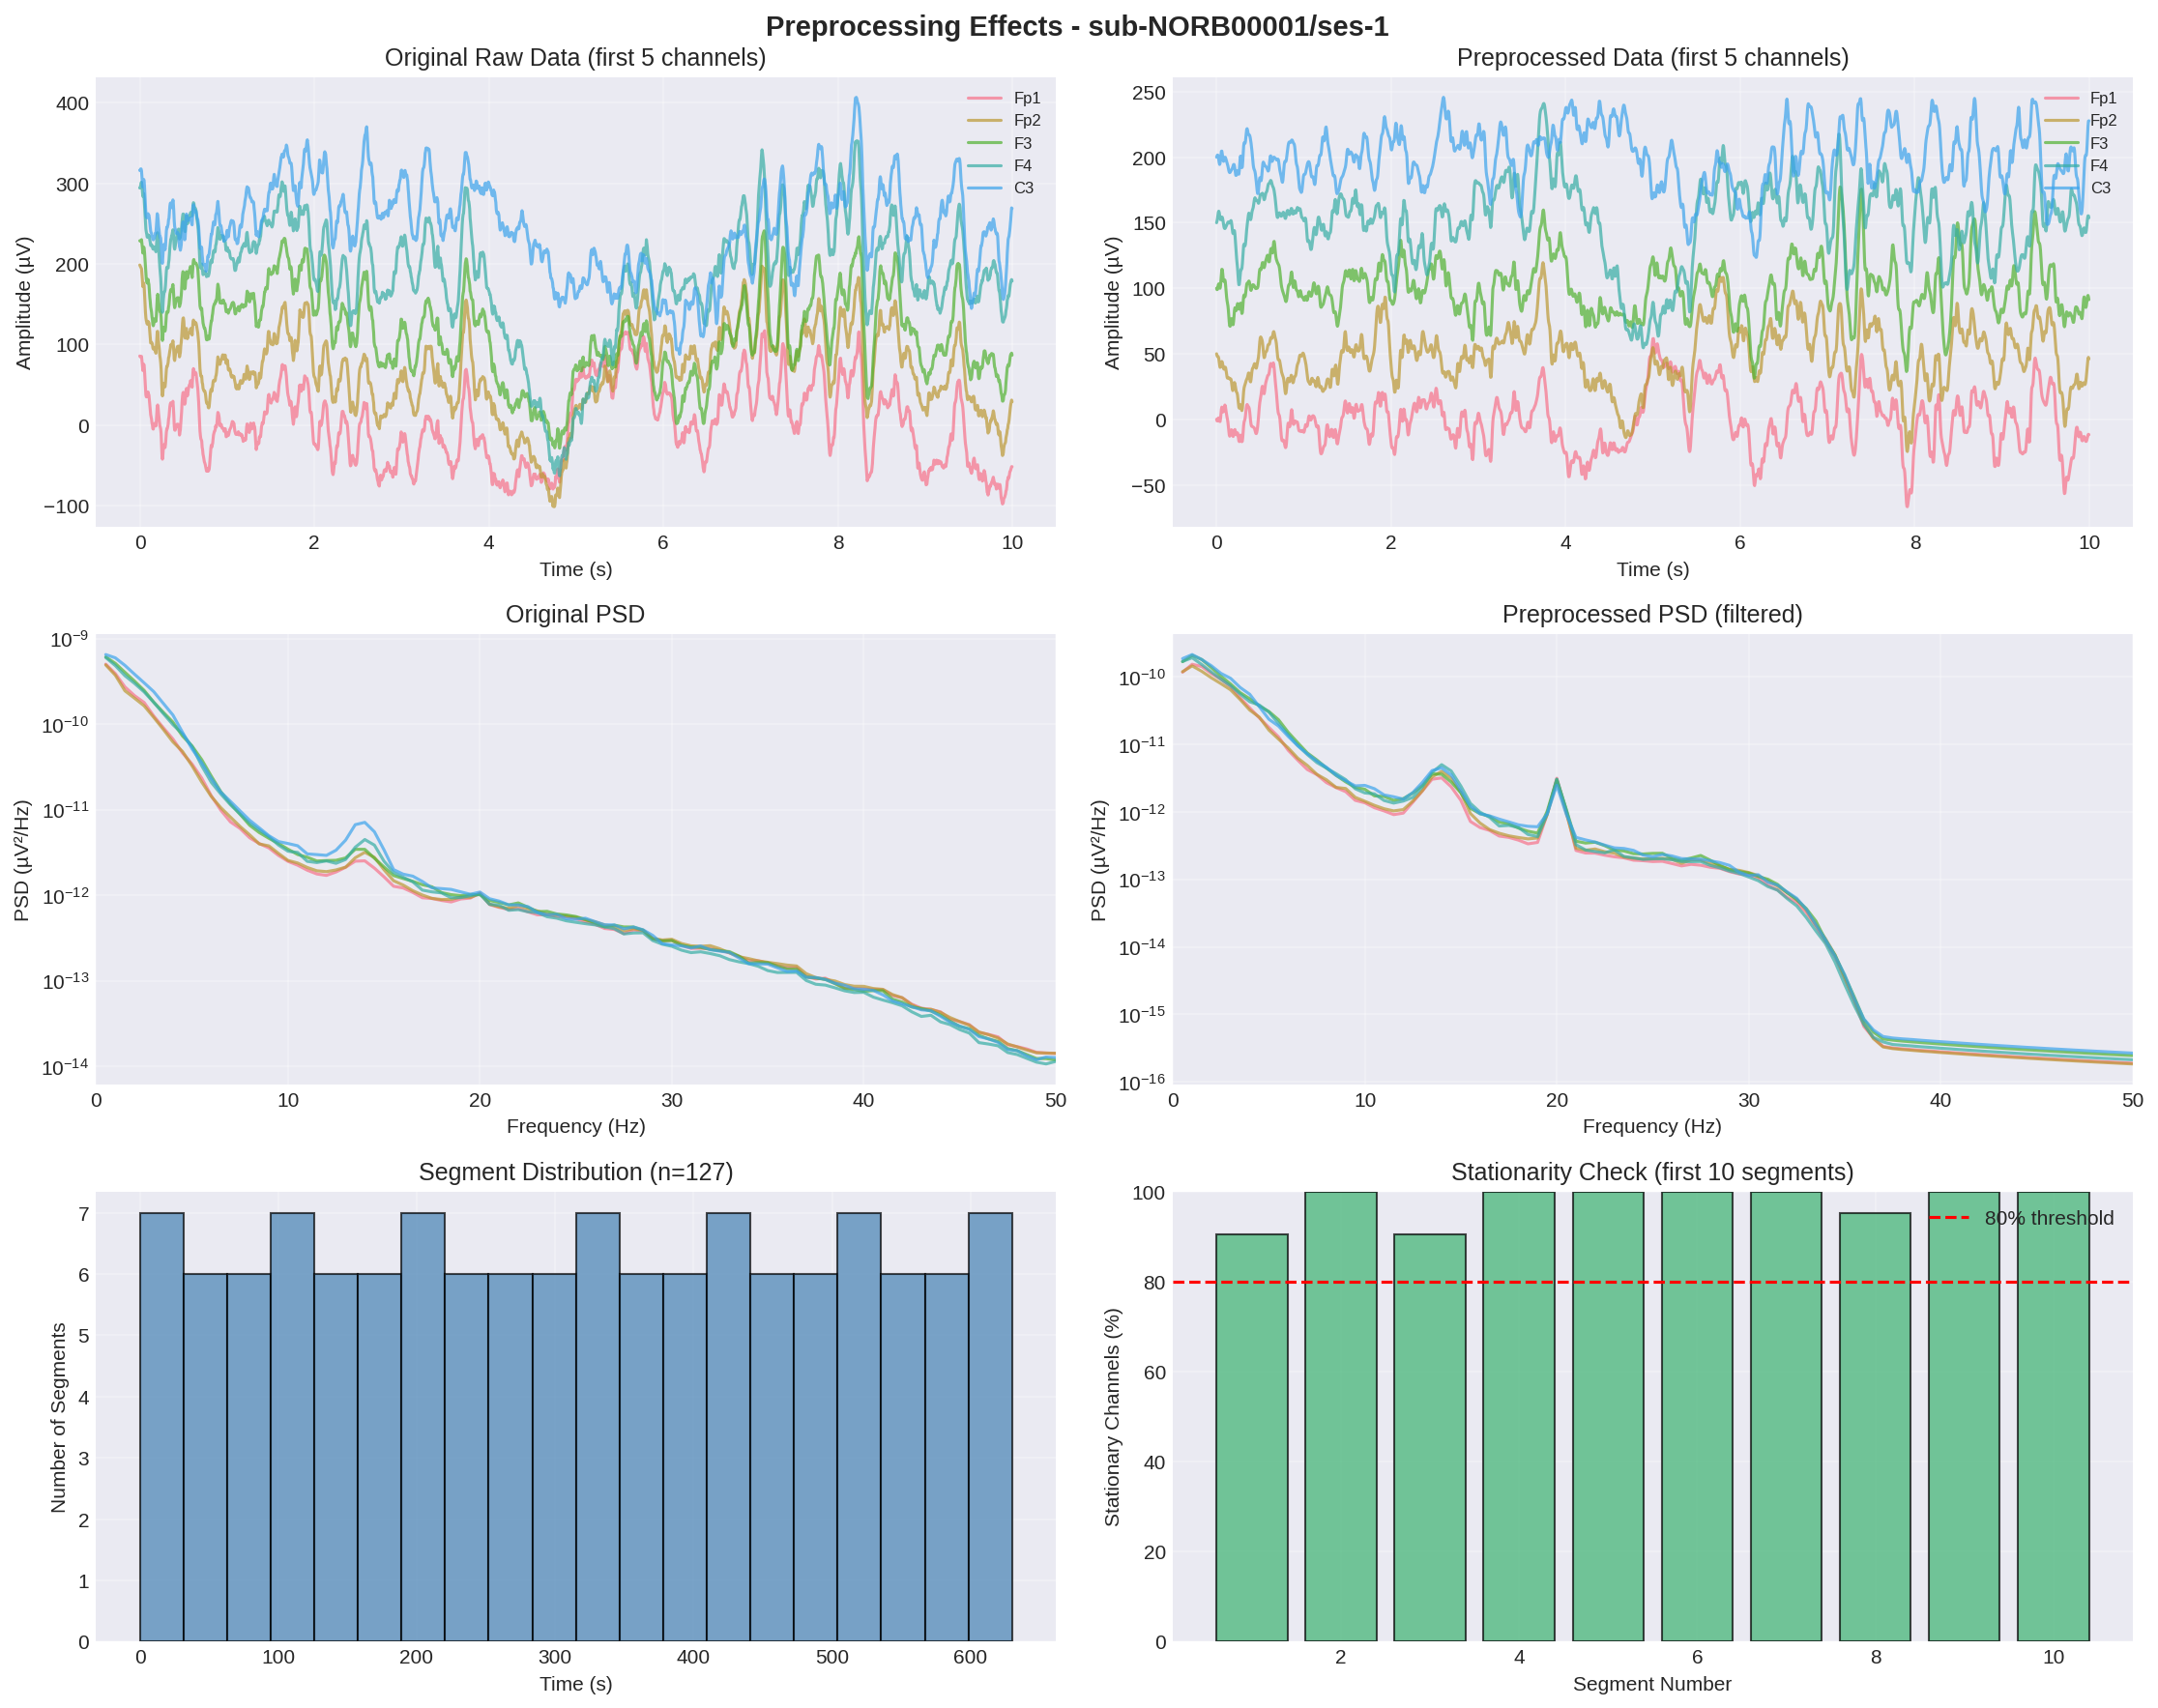 Preprocessing Effects - sub-NORB00001/ses-1
Original Raw Data (first 5 channels)
Amplitude (µV)
400
300
200
100
0
−100
0 2 4 6 8 10
Time (s)
Fp1
Fp2
F3
F4
C3
Preprocessed Data (first 5 channels)
Amplitude (µV)
250
200
150
100
50
0
−50
0 2 4 6 8 10
Time (s)
Fp1
Fp2
F3
F4
C3
Original PSD
PSD (µV²/Hz)
10⁻⁹
10⁻¹⁰
10⁻¹¹
10⁻¹²
10⁻¹³
10⁻¹⁴
0 10 20 30 40 50
Frequency (Hz)
Preprocessed PSD (filtered)
PSD (µV²/Hz)
10⁻¹⁰
10⁻¹¹
10⁻¹²
10⁻¹³
10⁻¹⁴
10⁻¹⁵
10⁻¹⁶
0 10 20 30 40 50
Frequency (Hz)
Segment Distribution (n=127)
Number of Segments
7
6
5
4
3
2
1
0
0 100 200 300 400 500 600
Time (s)
Stationarity Check (first 10 segments)
Stationary Channels (%)
100
80
60
40
20
0
80% threshold
2 4 6 8 10
Segment Number